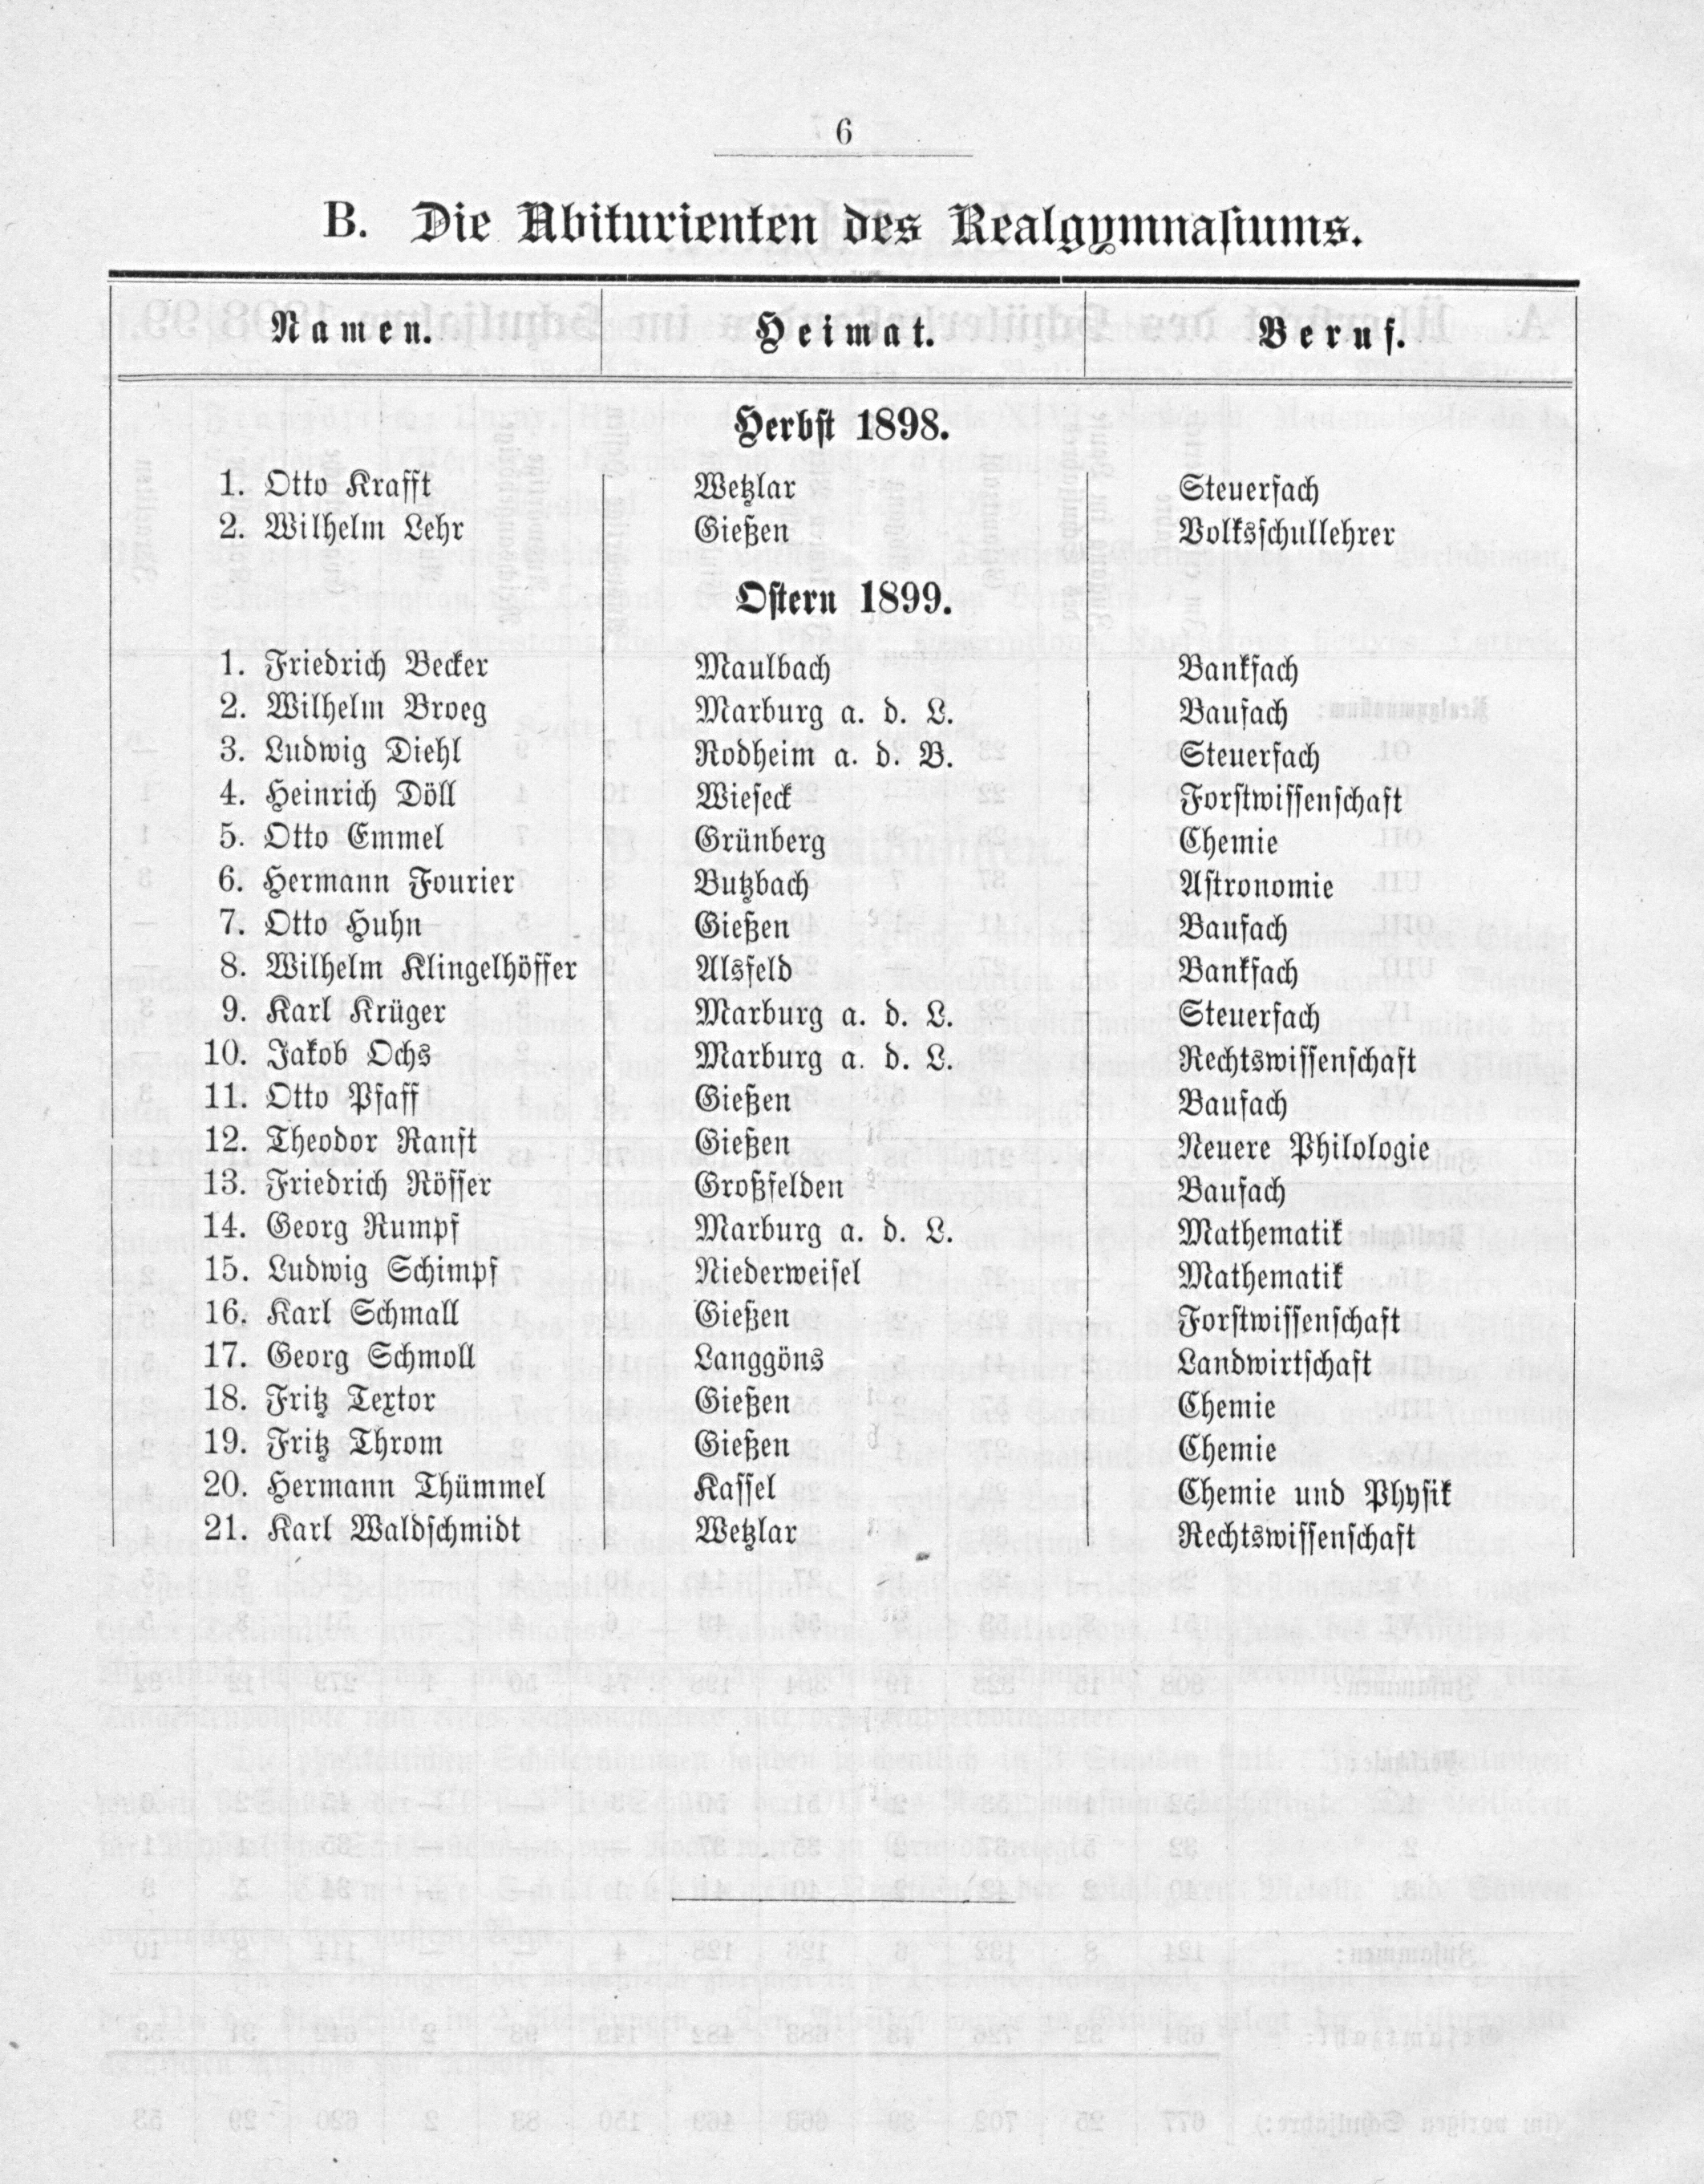 6
B. Die Abiturienten des Realgymnasiums.
Namen. Heimat. Beruf.
Herbst 1898.
1. Otto Krafft Wetzlar Steuerfach
2. Wilhelm Lehr Gießen Volksschullehrer
Ostern 1899.
1. Friedrich Becker Maulbach Bankfach
2. Wilhelm Broeg Marburg a. d. L. Baufach
3. Ludwig Diehl Rodheim a. d. B. Steuerfach
4. Heinrich Döll Wieseck Forstwissenschaft
5. Otto Emmel Grünberg Chemie
6. Hermann Fourier Butzbach Astronomie
7. Otto Huhn Gießen Baufach
8. Wilhelm Klingelhöffer Alsfeld Bankfach
9. Karl Krüger Marburg a. d. L. Steuerfach
10. Jakob Ochs Marburg a. d. L. Rechtswissenschaft
11. Otto Pfaff Gießen Baufach
12. Theodor Ranft Gießen Neuere Philologie
13. Friedrich Rösser Großfelden Baufach
14. Georg Rumpf Marburg a. d. L. Mathematik
15. Ludwig Schimpf Niederweisel Mathematik
16. Karl Schmall Gießen Forstwissenschaft
17. Georg Schmoll Langgöns Landwirtschaft
18. Fritz Textor Gießen Chemie
19. Fritz Throm Gießen Chemie
20. Hermann Thümmel Kassel Chemie und Physik
21. Karl Waldschmidt Wetzlar Rechtswissenschaft